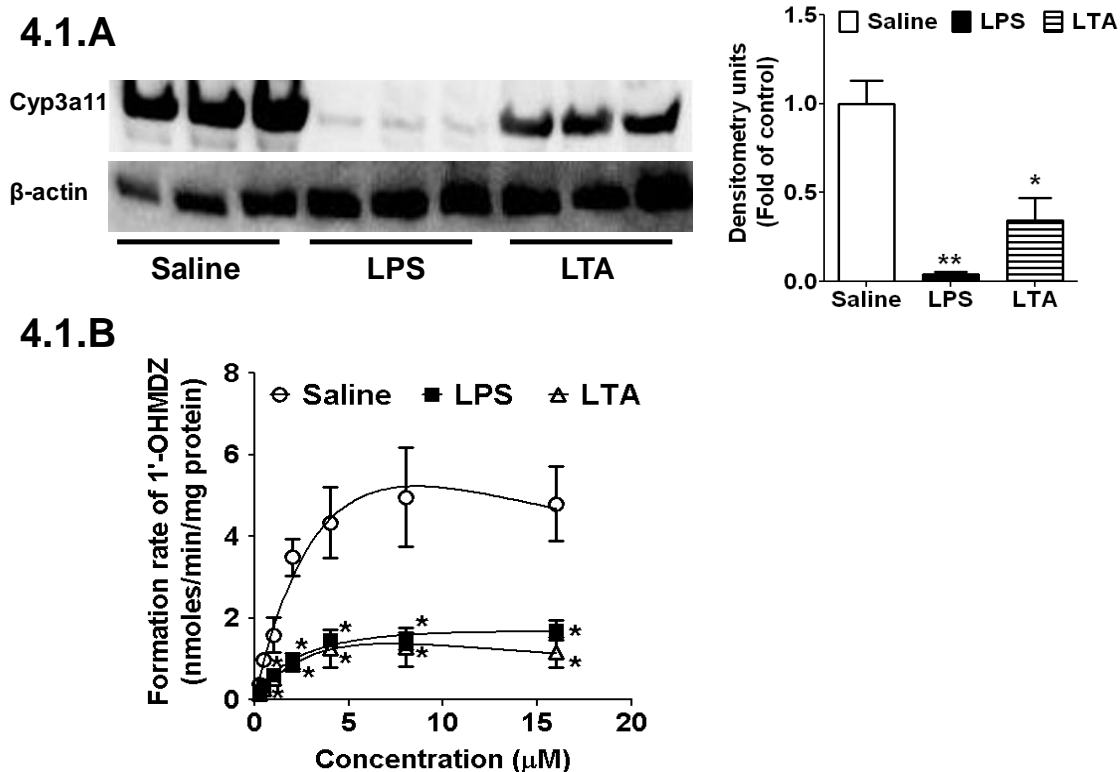 4.1.A
Cyp3a11
β-actin
Saline LPS LTA
Saline LPS LTA
Densitometry units
(Fold of control)
1.5
1.0
0.5
0.0
*
**
Saline LPS LTA
4.1.B
Saline LPS LTA
Formation rate of 1'-OHMDZ
(nmoles/min/mg protein)
8
6
4
2
0
* * * *
* * * * *
0 5 10 15 20
Concentration (μM)